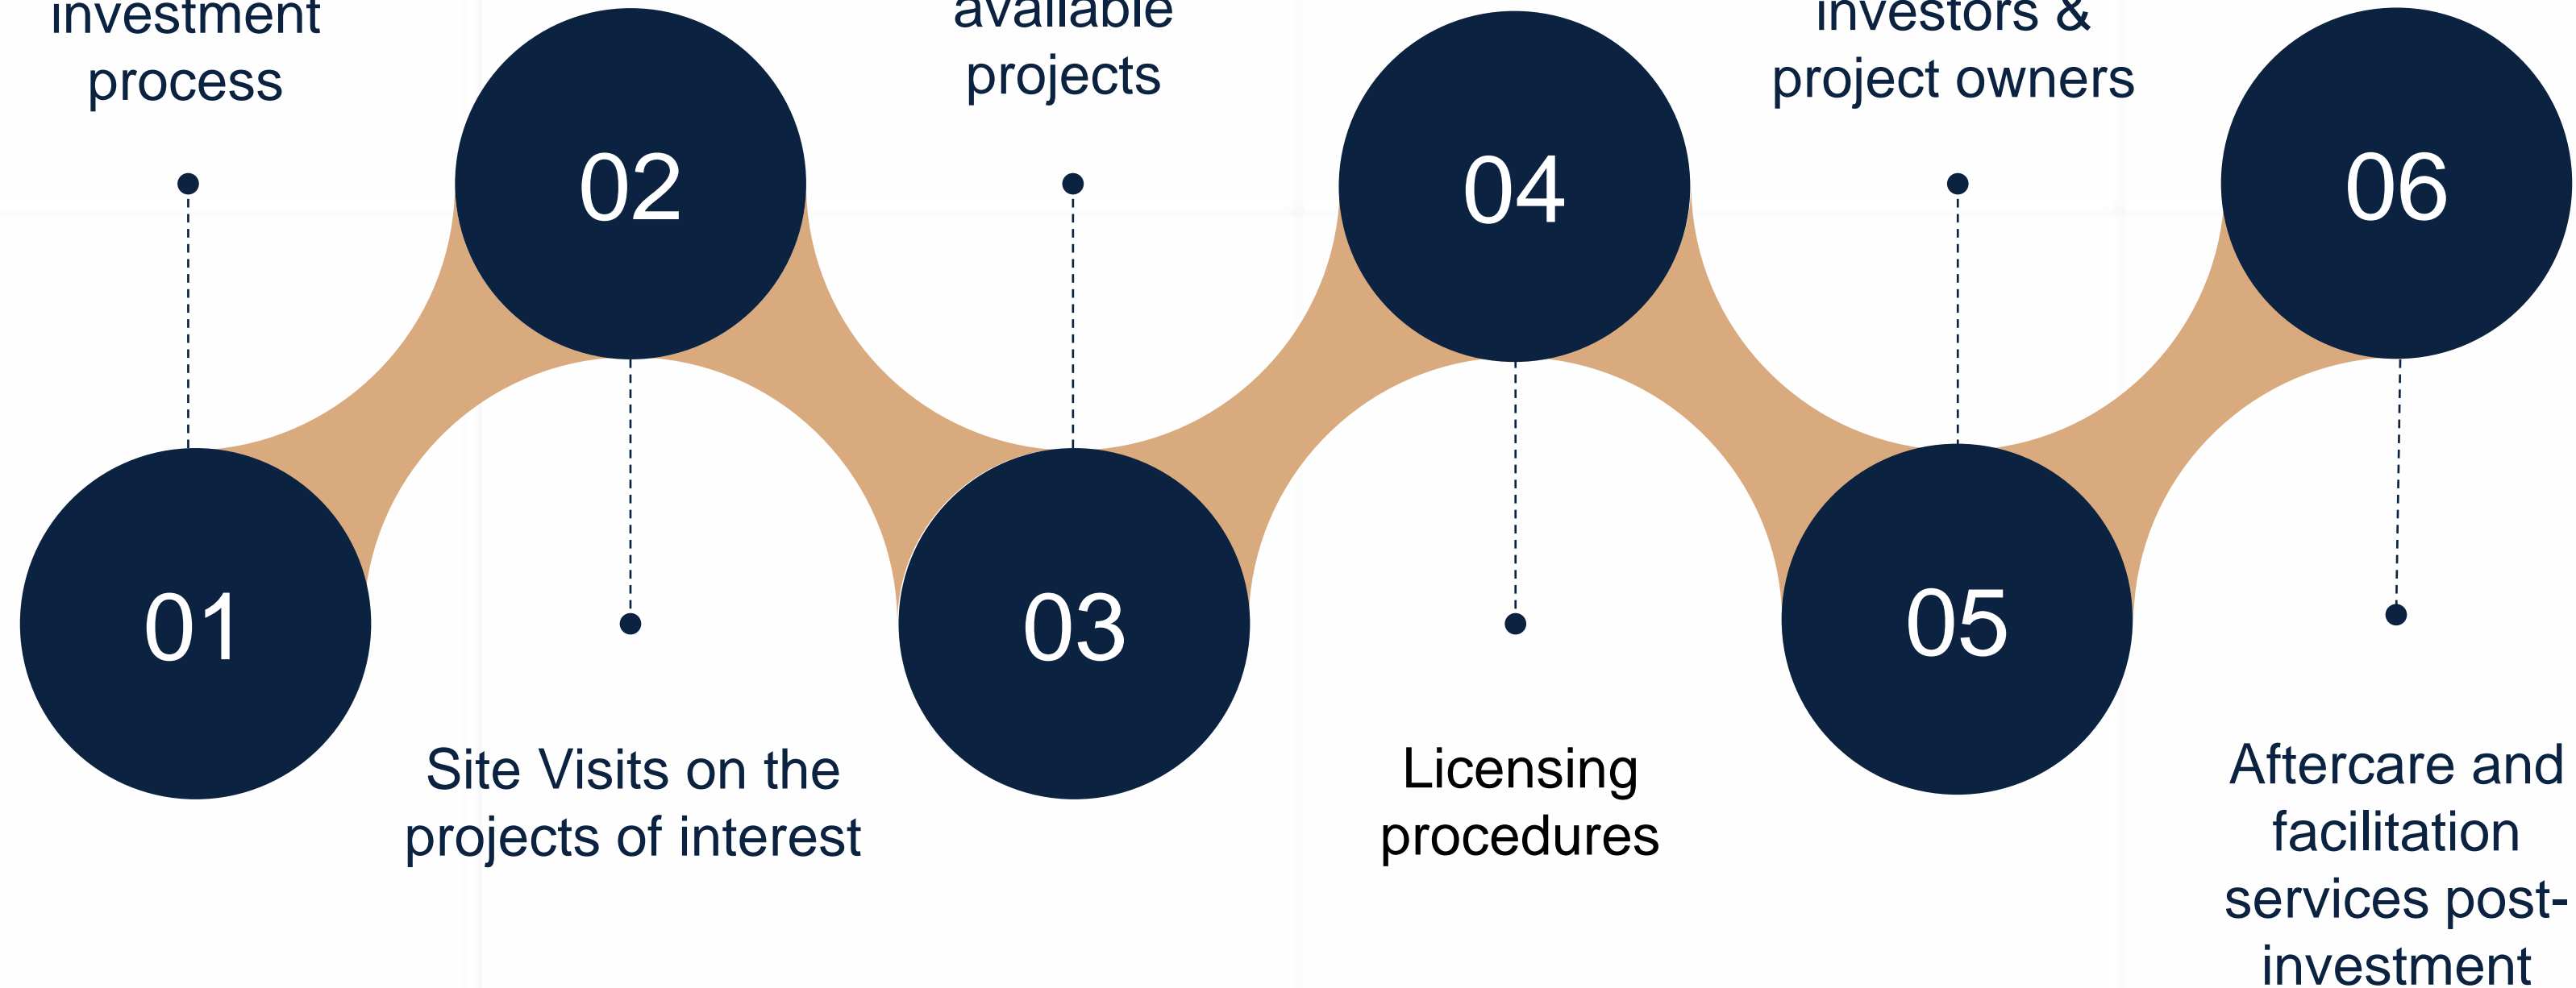 investment
process
01
02
Site Visits on the
projects of interest
available
projects
03
04
Licensing
procedures
investors &
project owners
05
06
Aftercare and
facilitation
services post-
investment